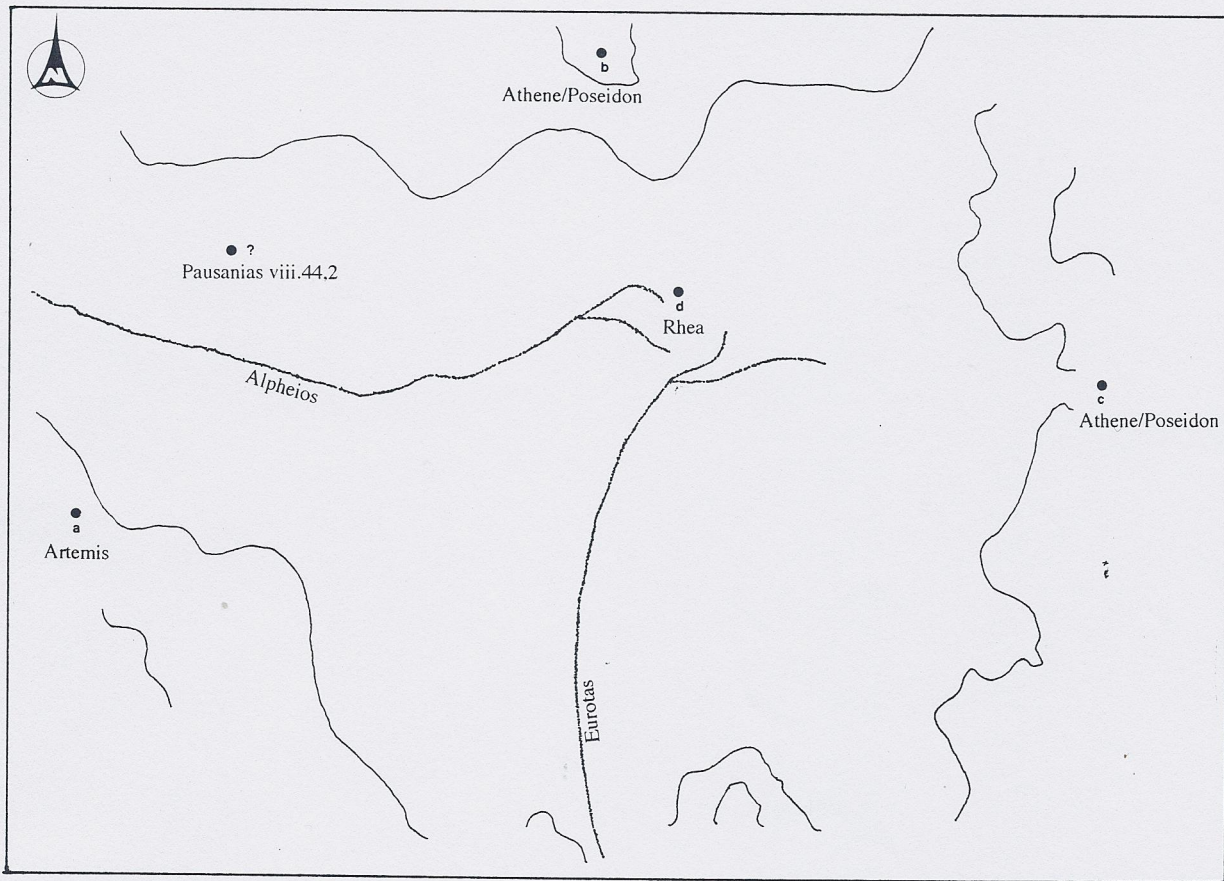 N
b
Athene/Poseidon
?
Pausanias viii.44,2
d
Rhea
Alpheios
c
Athene/Poseidon
a
Artemis
Eurotas